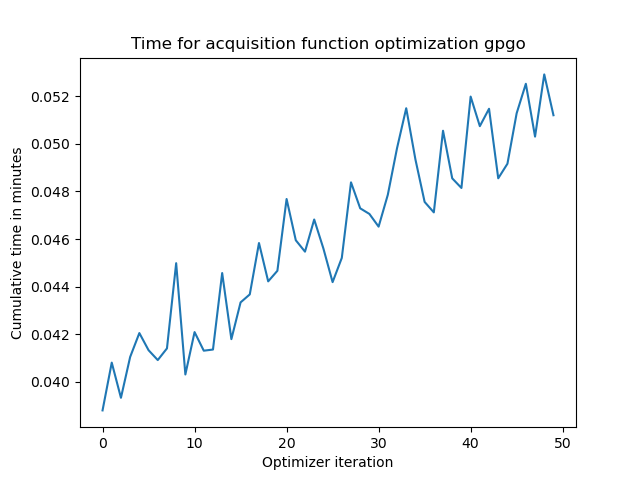 Time for acquisition function optimization gpgo
Cumulative time in minutes
0.052
0.050
0.048
0.046
0.044
0.042
0.040
0 10 20 30 40 50
Optimizer iteration